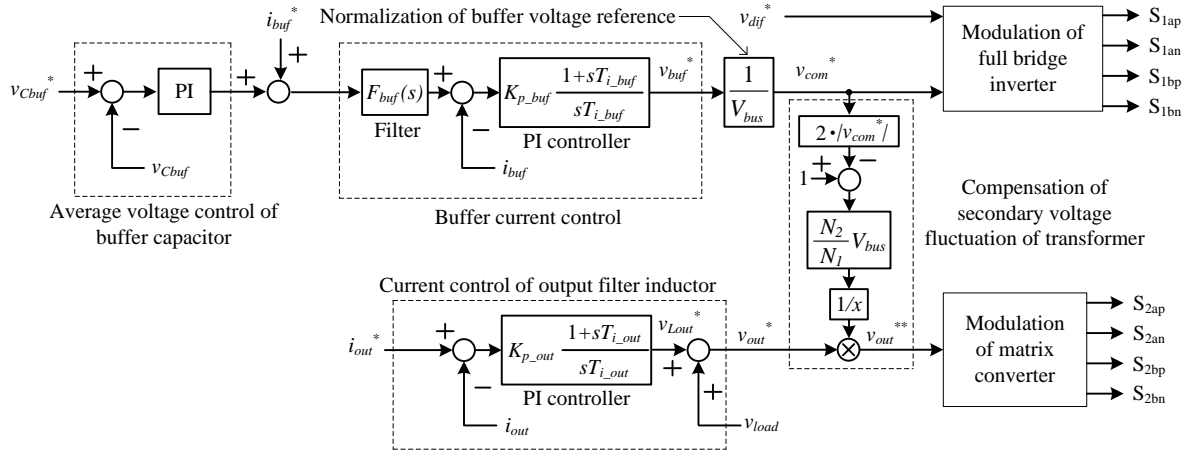 Normalization of buffer voltage reference
v_dif*
S_1ap
S_1an
S_1bp
S_1bn
Modulation of
full bridge
inverter
i_buf*
v_Cbuf*
+
−
PI
v_Cbuf
+
+
Average voltage control of
buffer capacitor
F_buf(s)
Filter
+
−
i_buf
K_p_buf (1+sT_i_buf)/(sT_i_buf)
PI controller
Buffer current control
v_buf*
1/V_bus
v_com*
2•|v_com*|
+
−
1
N_2/N_1 V_bus
1/x
Compensation of
secondary voltage
fluctuation of transformer
Current control of output filter inductor
i_out*
+
−
i_out
K_p_out (1+sT_i_out)/(sT_i_out)
PI controller
v_Lout*
+
+
v_load
v_out*
v_out**
Modulation
of matrix
converter
S_2ap
S_2an
S_2bp
S_2bn